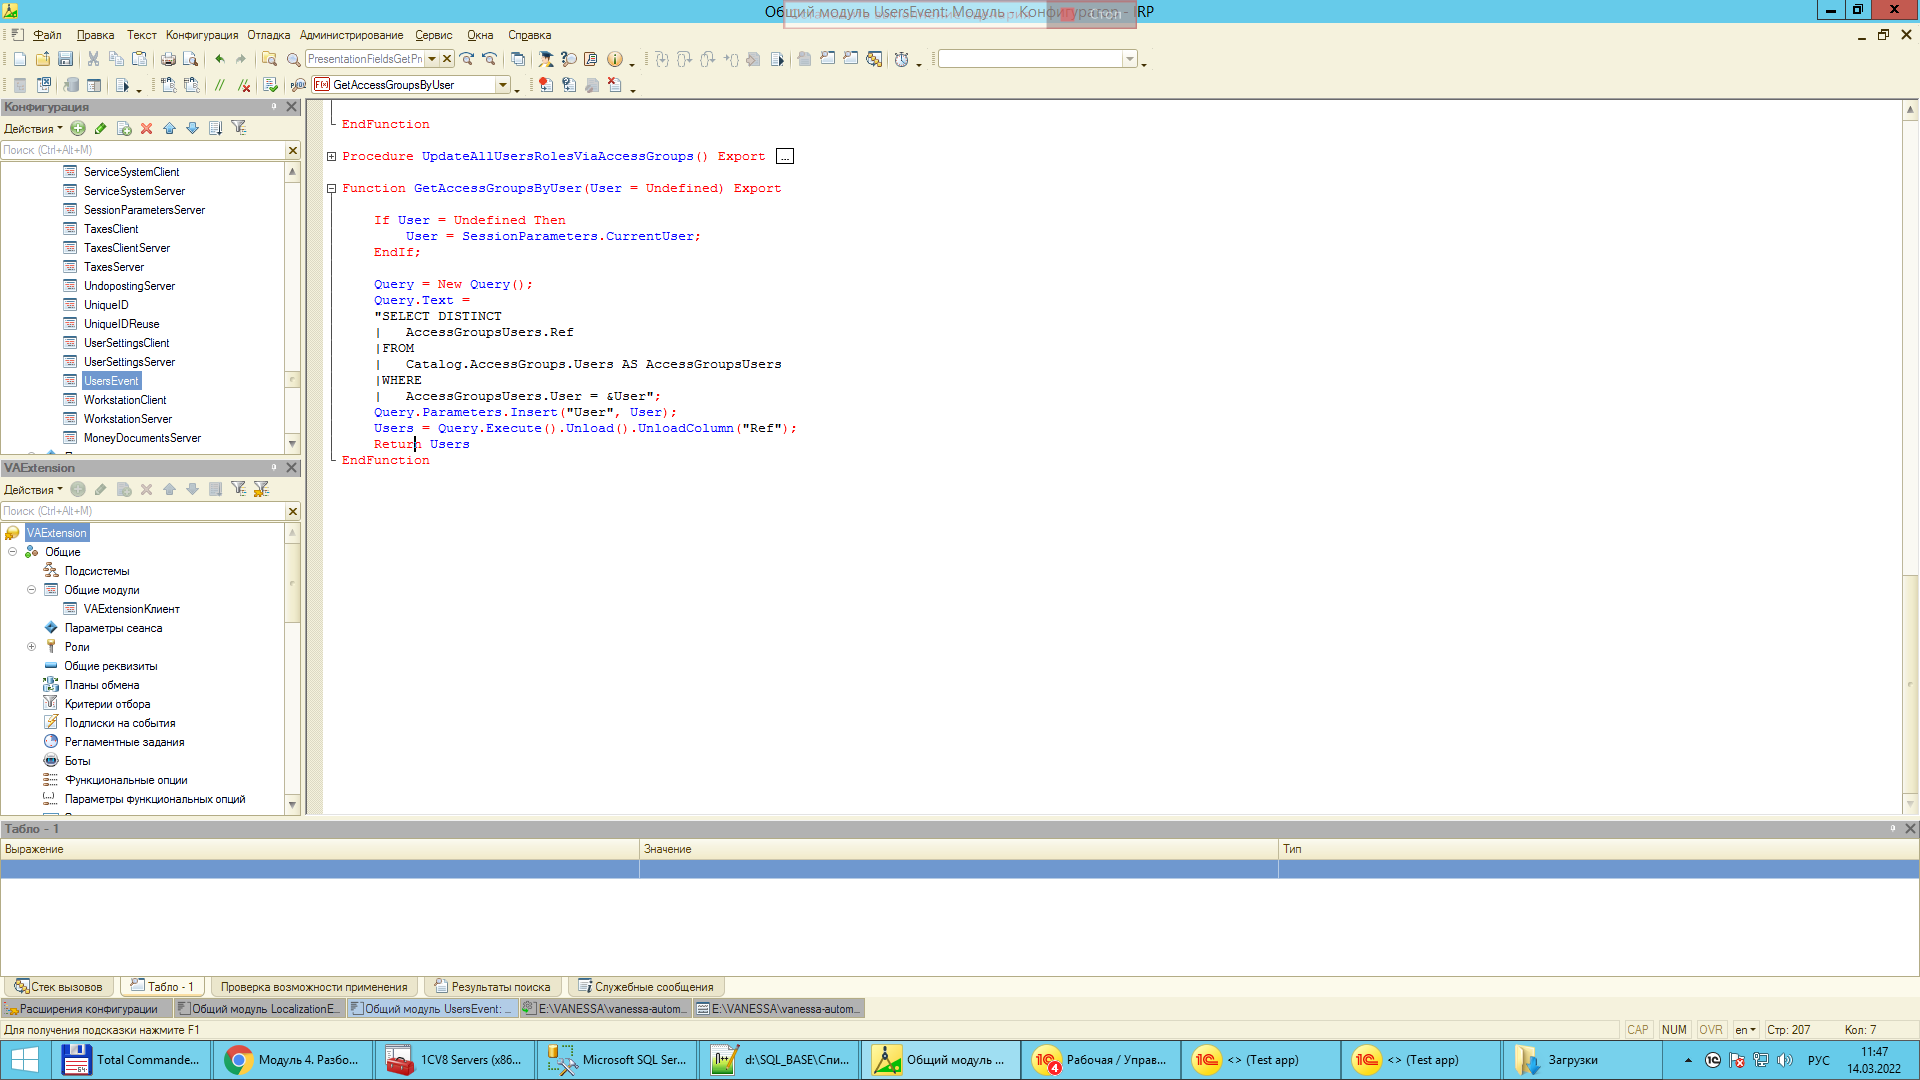 Общий модуль UsersEvent: Модуль - Конфигуратор - IRP
Стоп
Файл Правка Текст Конфигурация Отладка Администрирование Сервис Окна Справка
PresentationFieldsGetPr
GetAccessGroupsByUser
Конфигурация
Действия
Поиск (Ctrl+Alt+M)
ServiceSystemClient
ServiceSystemServer
SessionParametersServer
TaxesClient
TaxesClientServer
TaxesServer
UndopostingServer
UniqueID
UniqueIDReuse
UserSettingsClient
UserSettingsServer
UsersEvent
WorkstationClient
WorkstationServer
MoneyDocumentsServer
VAExtension
Действия
Поиск (Ctrl+Alt+M)
VAExtension
Общие
Подсистемы
Общие модули
VAExtensionКлиент
Параметры сеанса
Роли
Общие реквизиты
Планы обмена
Критерии отбора
Подписки на события
Регламентные задания
Боты
Функциональные опции
Параметры функциональных опций
EndFunction
Procedure UpdateAllUsersRolesViaAccessGroups() Export ...
Function GetAccessGroupsByUser(User = Undefined) Export
If User = Undefined Then
User = SessionParameters.CurrentUser;
EndIf;
Query = New Query();
Query.Text =
"SELECT DISTINCT
| AccessGroupsUsers.Ref
|FROM
| Catalog.AccessGroups.Users AS AccessGroupsUsers
|WHERE
| AccessGroupsUsers.User = &User";
Query.Parameters.Insert("User", User);
Users = Query.Execute().Unload().UnloadColumn("Ref");
Return Users
EndFunction
Табло - 1
Выражение Значение Тип
Стек вызовов Табло - 1 Проверка возможности применения Результаты поиска Служебные сообщения
Расширения конфигурации Общий модуль LocalizationE... Общий модуль UsersEvent: ... E:\VANESSA\vanessa-autom... E:\VANESSA\vanessa-autom...
Для получения подсказки нажмите F1 CAP NUM OVR en Стр: 207 Кол: 7
Total Commande... Модуль 4. Разбо... 1CV8 Servers (x86... Microsoft SQL Ser... d:\SQL_BASE\Спи... Общий модуль ... Рабочая / Управ... <> (Test app) <> (Test app) Загрузки РУС 11:47
14.03.2022